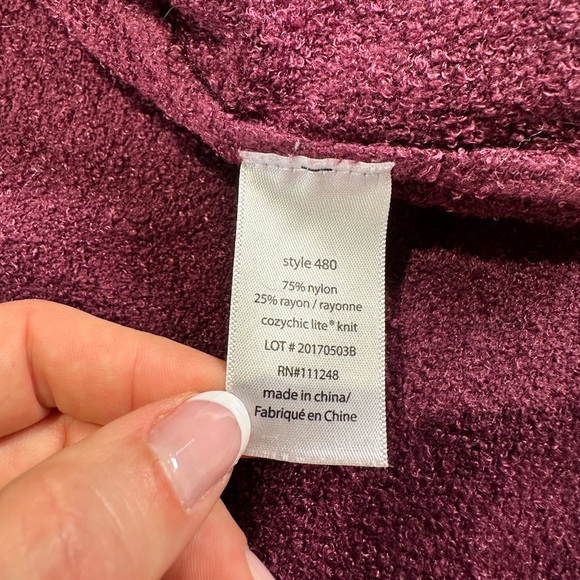 style 480
75% nylon
25% rayon / rayonne
cozychic lite® knit
LOT # 20170503B
RN#111248
made in china/
Fabriqué en Chine